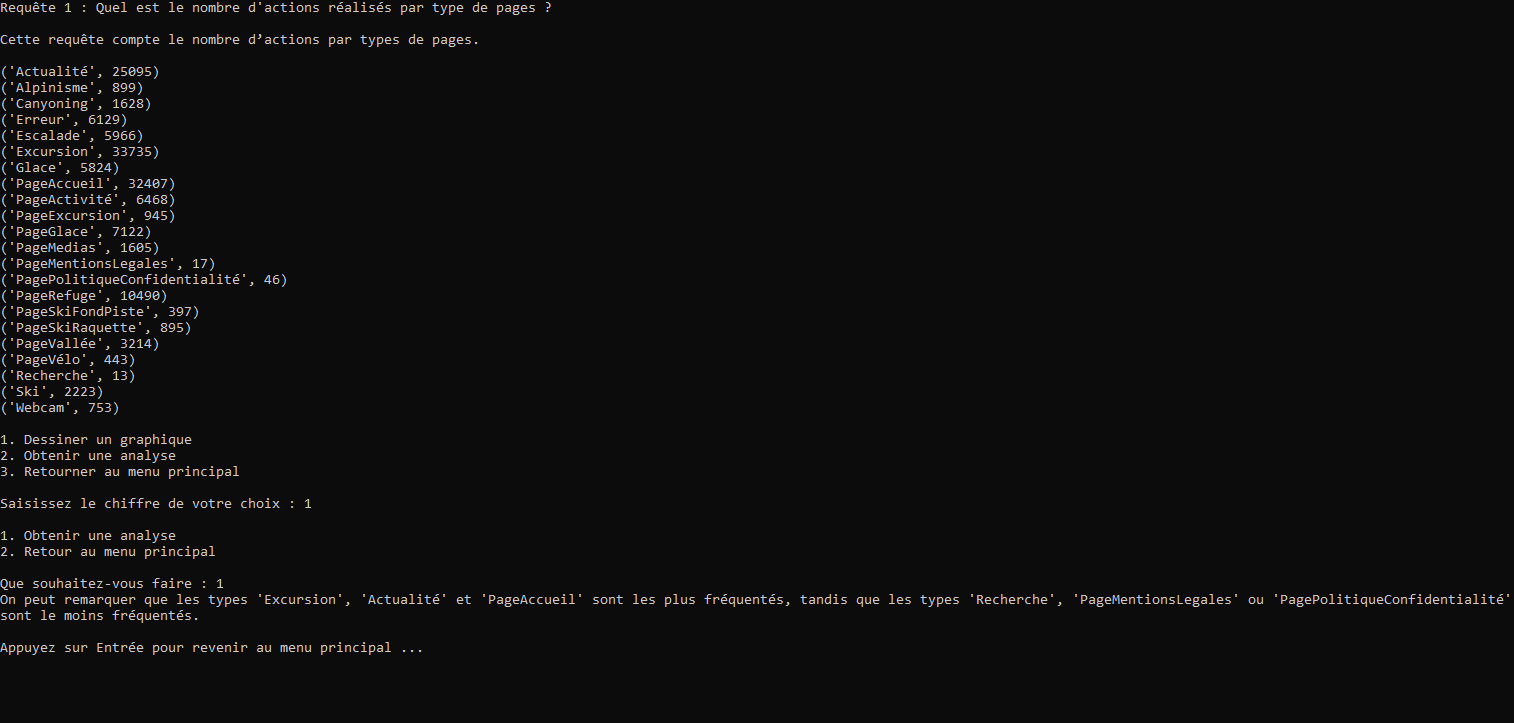 Requête 1 : Quel est le nombre d'actions réalisés par type de pages ?
Cette requête compte le nombre d’actions par types de pages.
('Actualité', 25095)
('Alpinisme', 899)
('Canyoning', 1628)
('Erreur', 6129)
('Escalade', 5966)
('Excursion', 33735)
('Glace', 5824)
('PageAccueil', 32407)
('PageActivité', 6468)
('PageExcursion', 945)
('PageGlace', 7122)
('PageMedias', 1605)
('PageMentionsLegales', 17)
('PagePolitiqueConfidentialité', 46)
('PageRefuge', 10490)
('PageSkiFondPiste', 397)
('PageSkiRaquette', 895)
('PageVallée', 3214)
('PageVélo', 443)
('Recherche', 13)
('Ski', 2223)
('Webcam', 753)
1. Dessiner un graphique
2. Obtenir une analyse
3. Retourner au menu principal
Saisissez le chiffre de votre choix : 1
1. Obtenir une analyse
2. Retour au menu principal
Que souhaitez-vous faire : 1
On peut remarquer que les types 'Excursion', 'Actualité' et 'PageAccueil' sont les plus fréquentés, tandis que les types 'Recherche', 'PageMentionsLegales' ou 'PagePolitiqueConfidentialité'
sont le moins fréquentés.
Appuyez sur Entrée pour revenir au menu principal ...